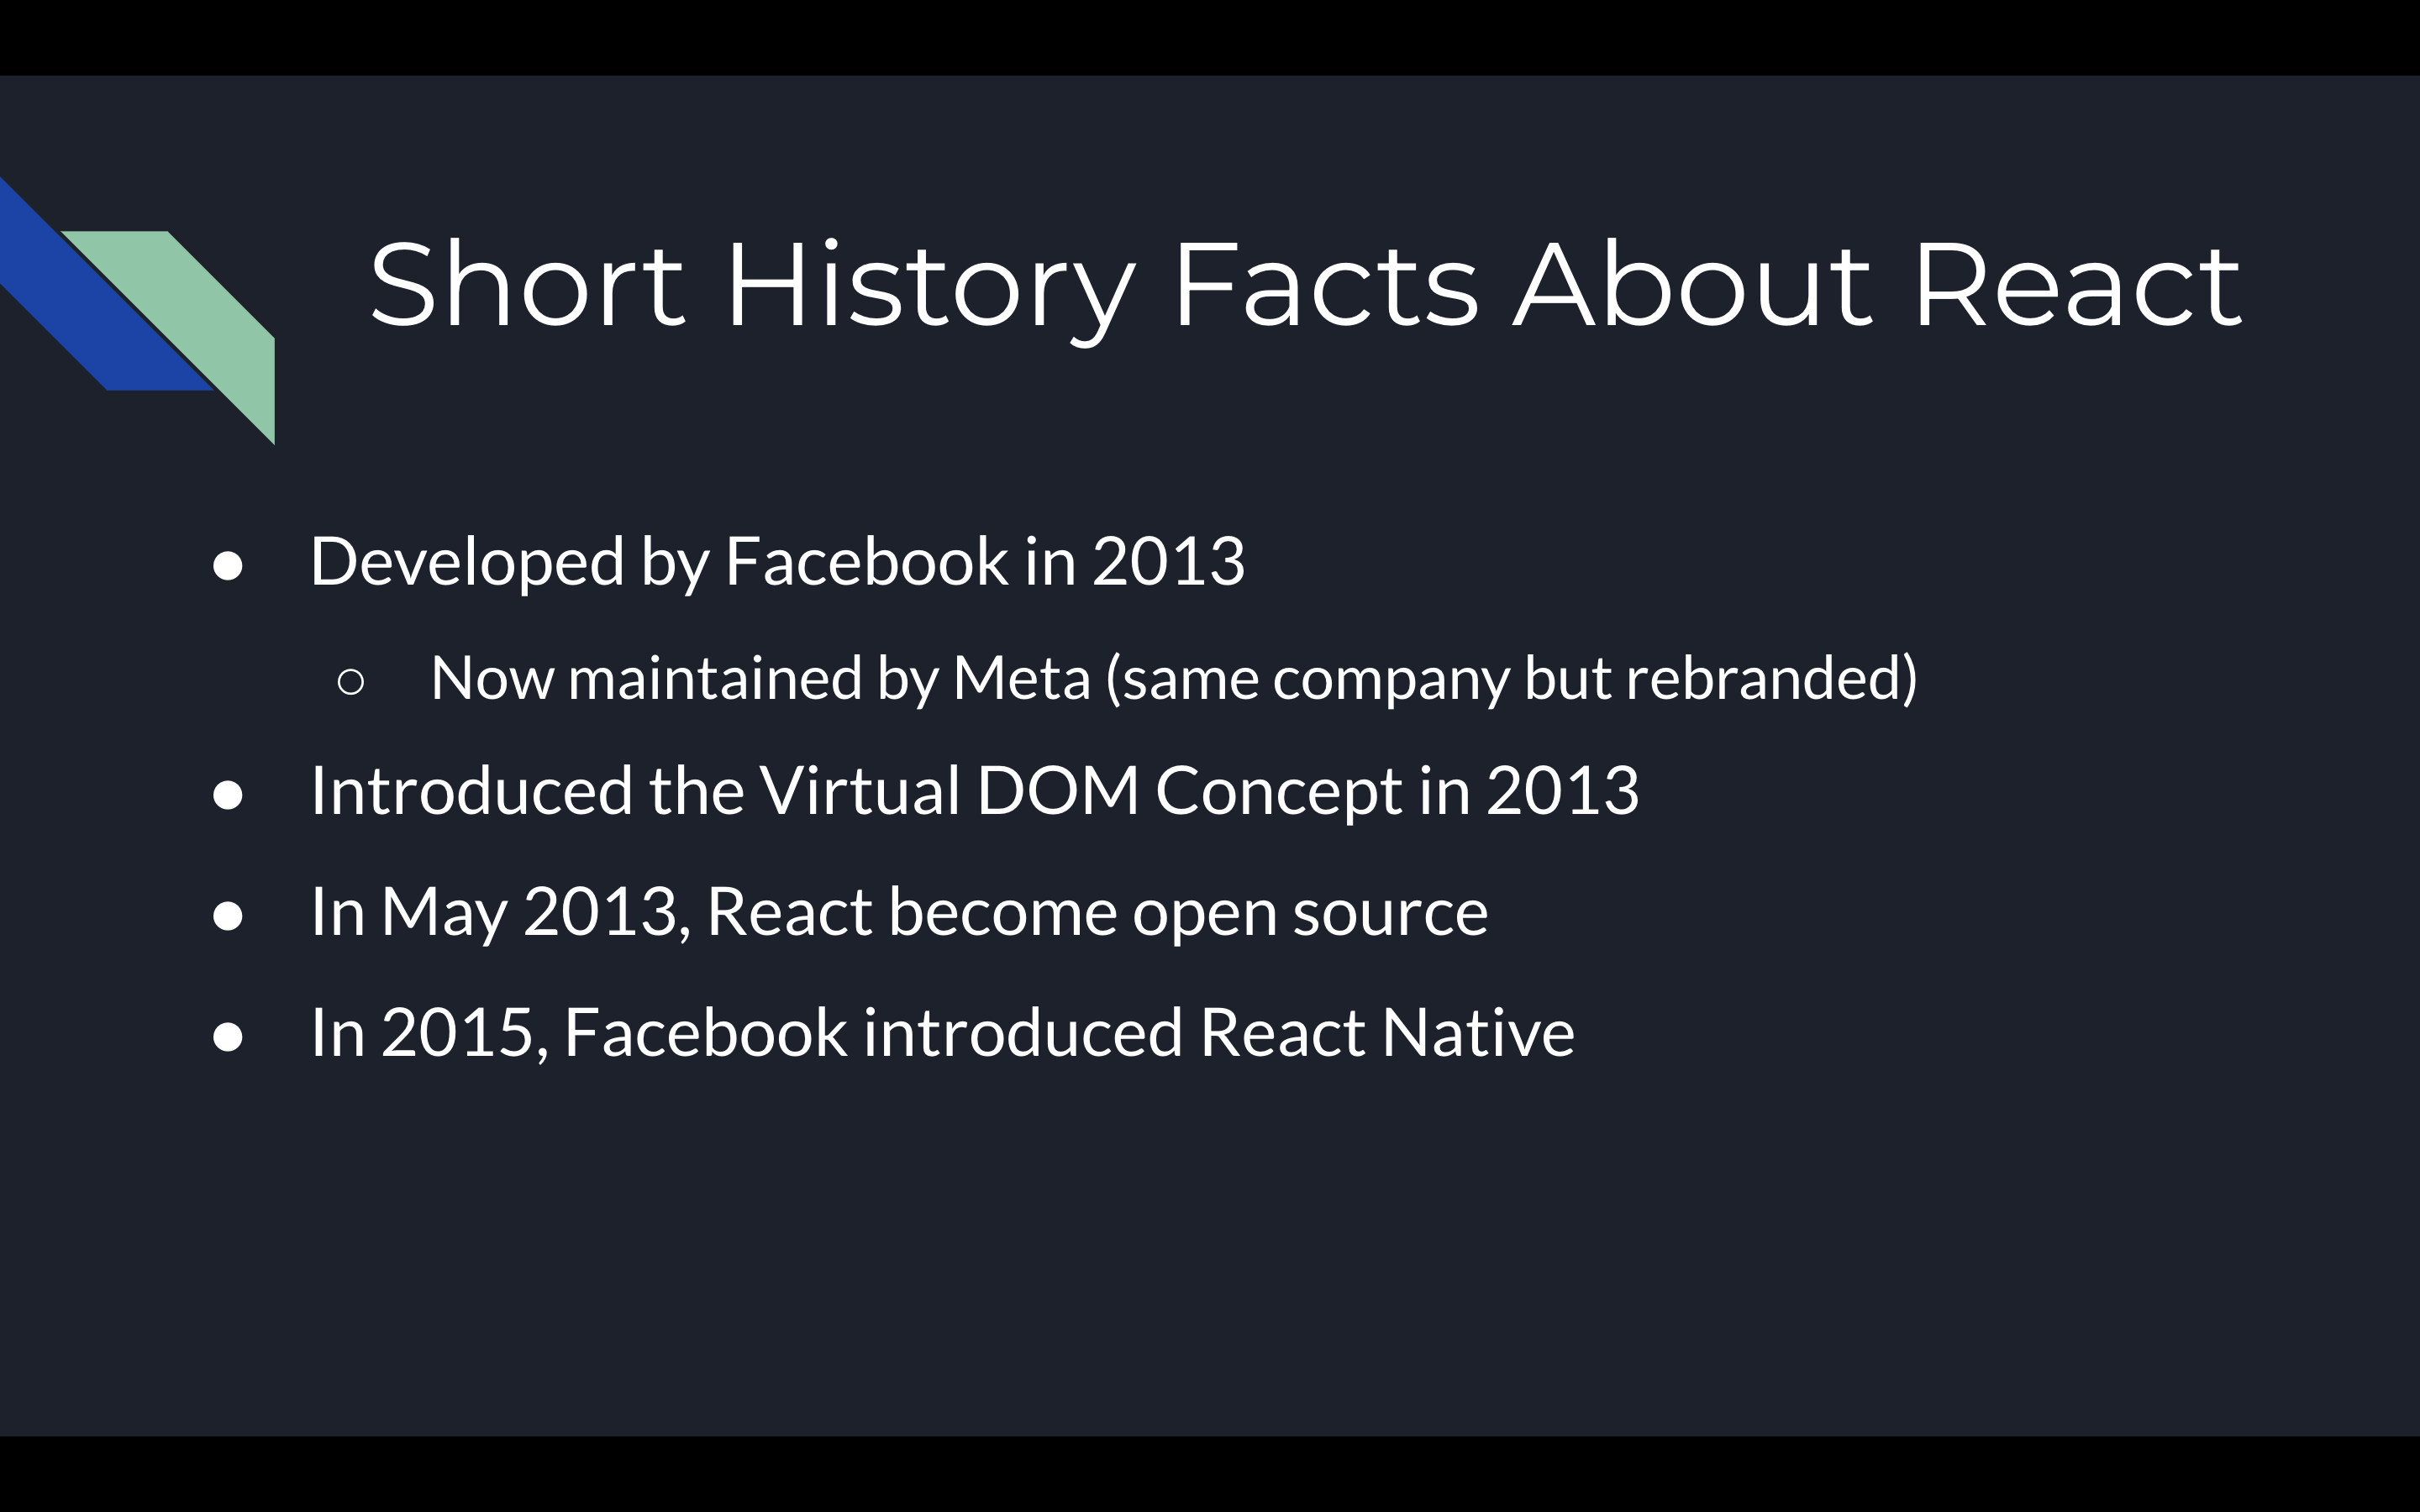 Short History Facts About React
● Developed by Facebook in 2013
○ Now maintained by Meta (same company but rebranded)
● Introduced the Virtual DOM Concept in 2013
● In May 2013, React become open source
● In 2015, Facebook introduced React Native